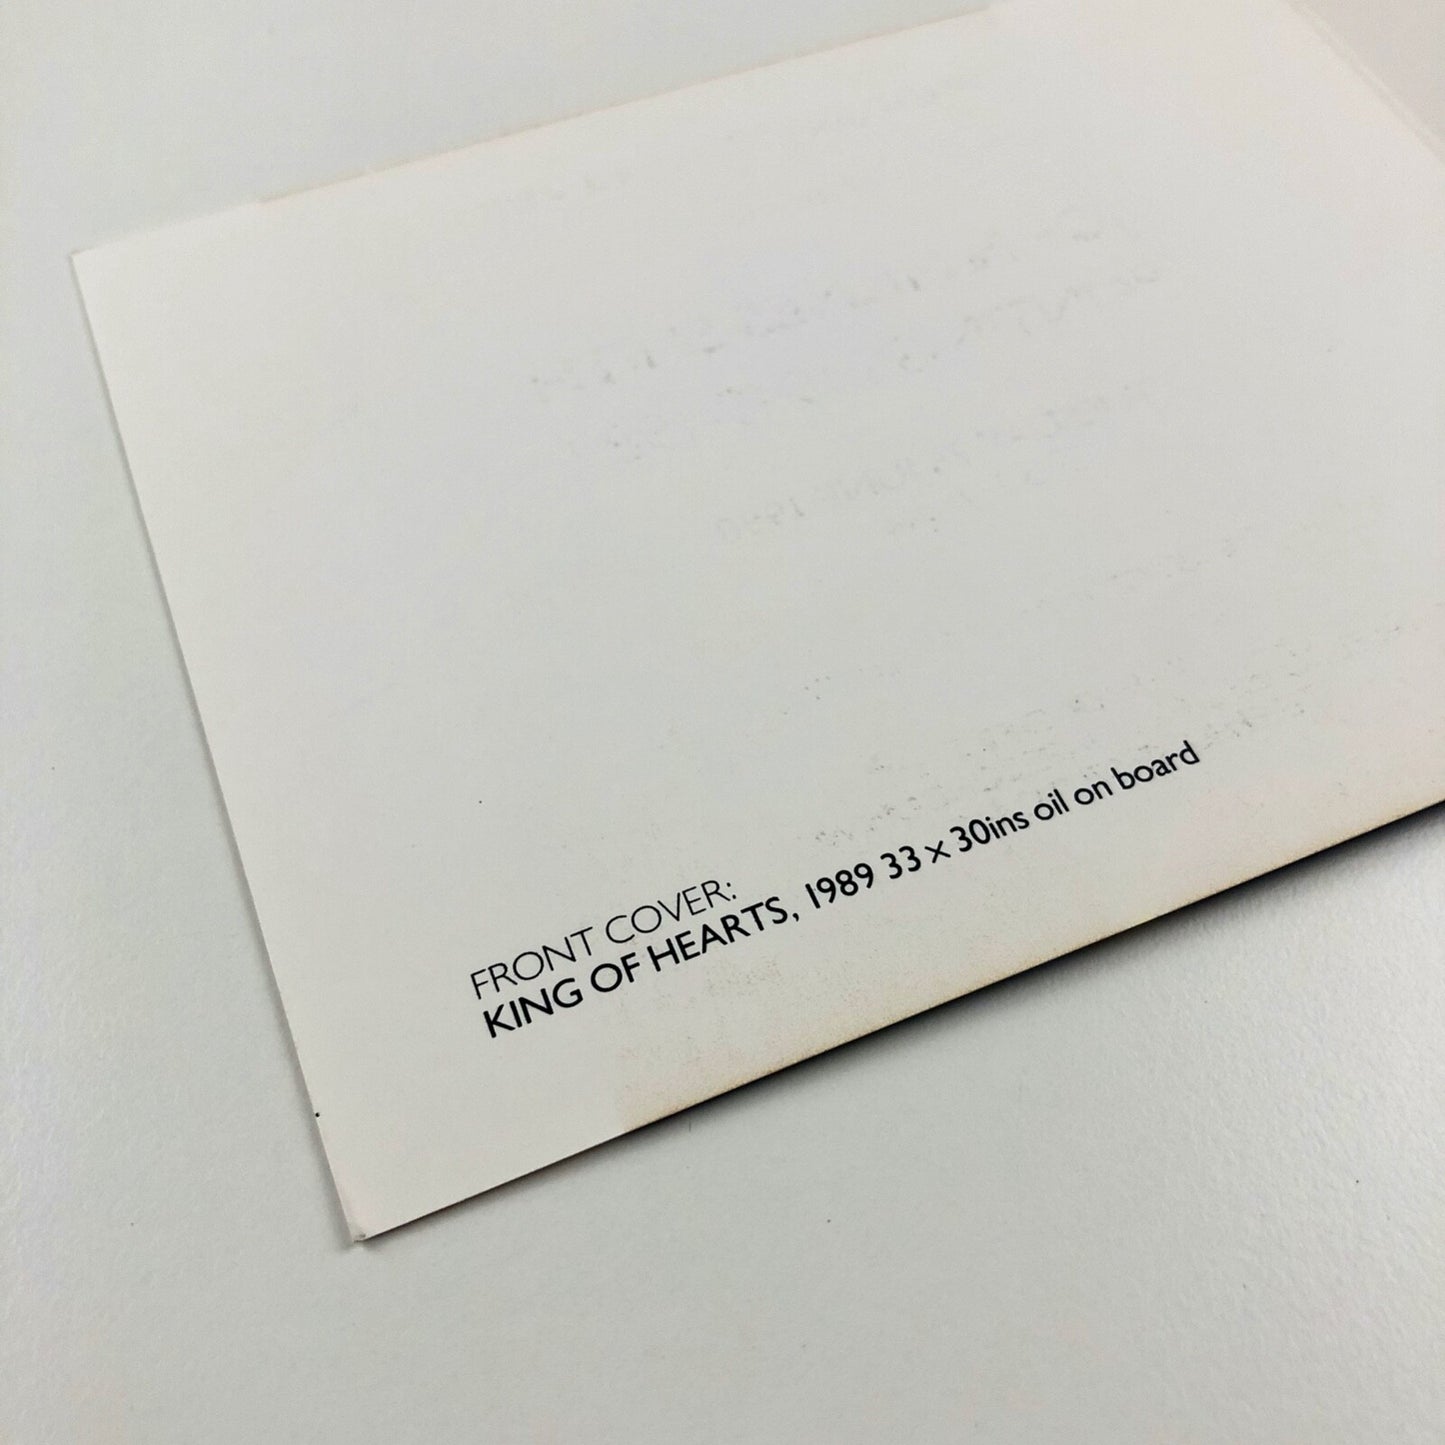 FRONT COVER:
KING OF HEARTS, 1989 33 × 30ins oil on board